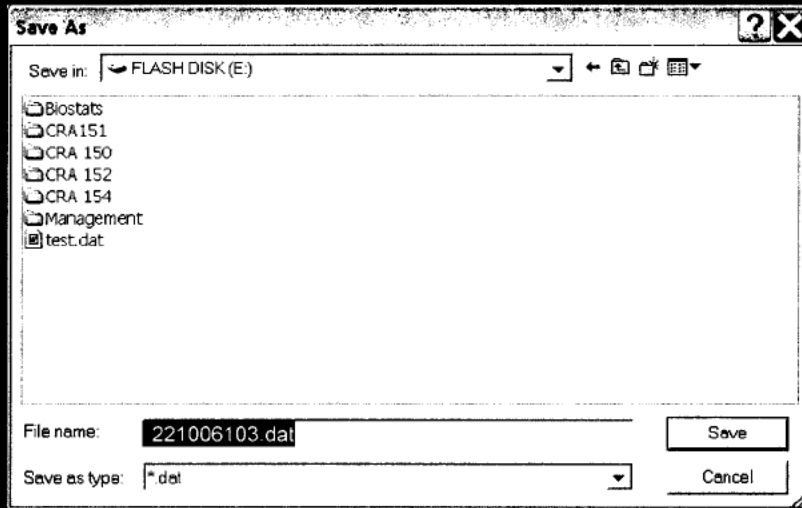 Save As
Save in: FLASH DISK (E:)
Biostats
CRA151
CRA 150
CRA 152
CRA 154
Management
test.dat
File name: 221006103.dat Save
Save as type: *.dat Cancel